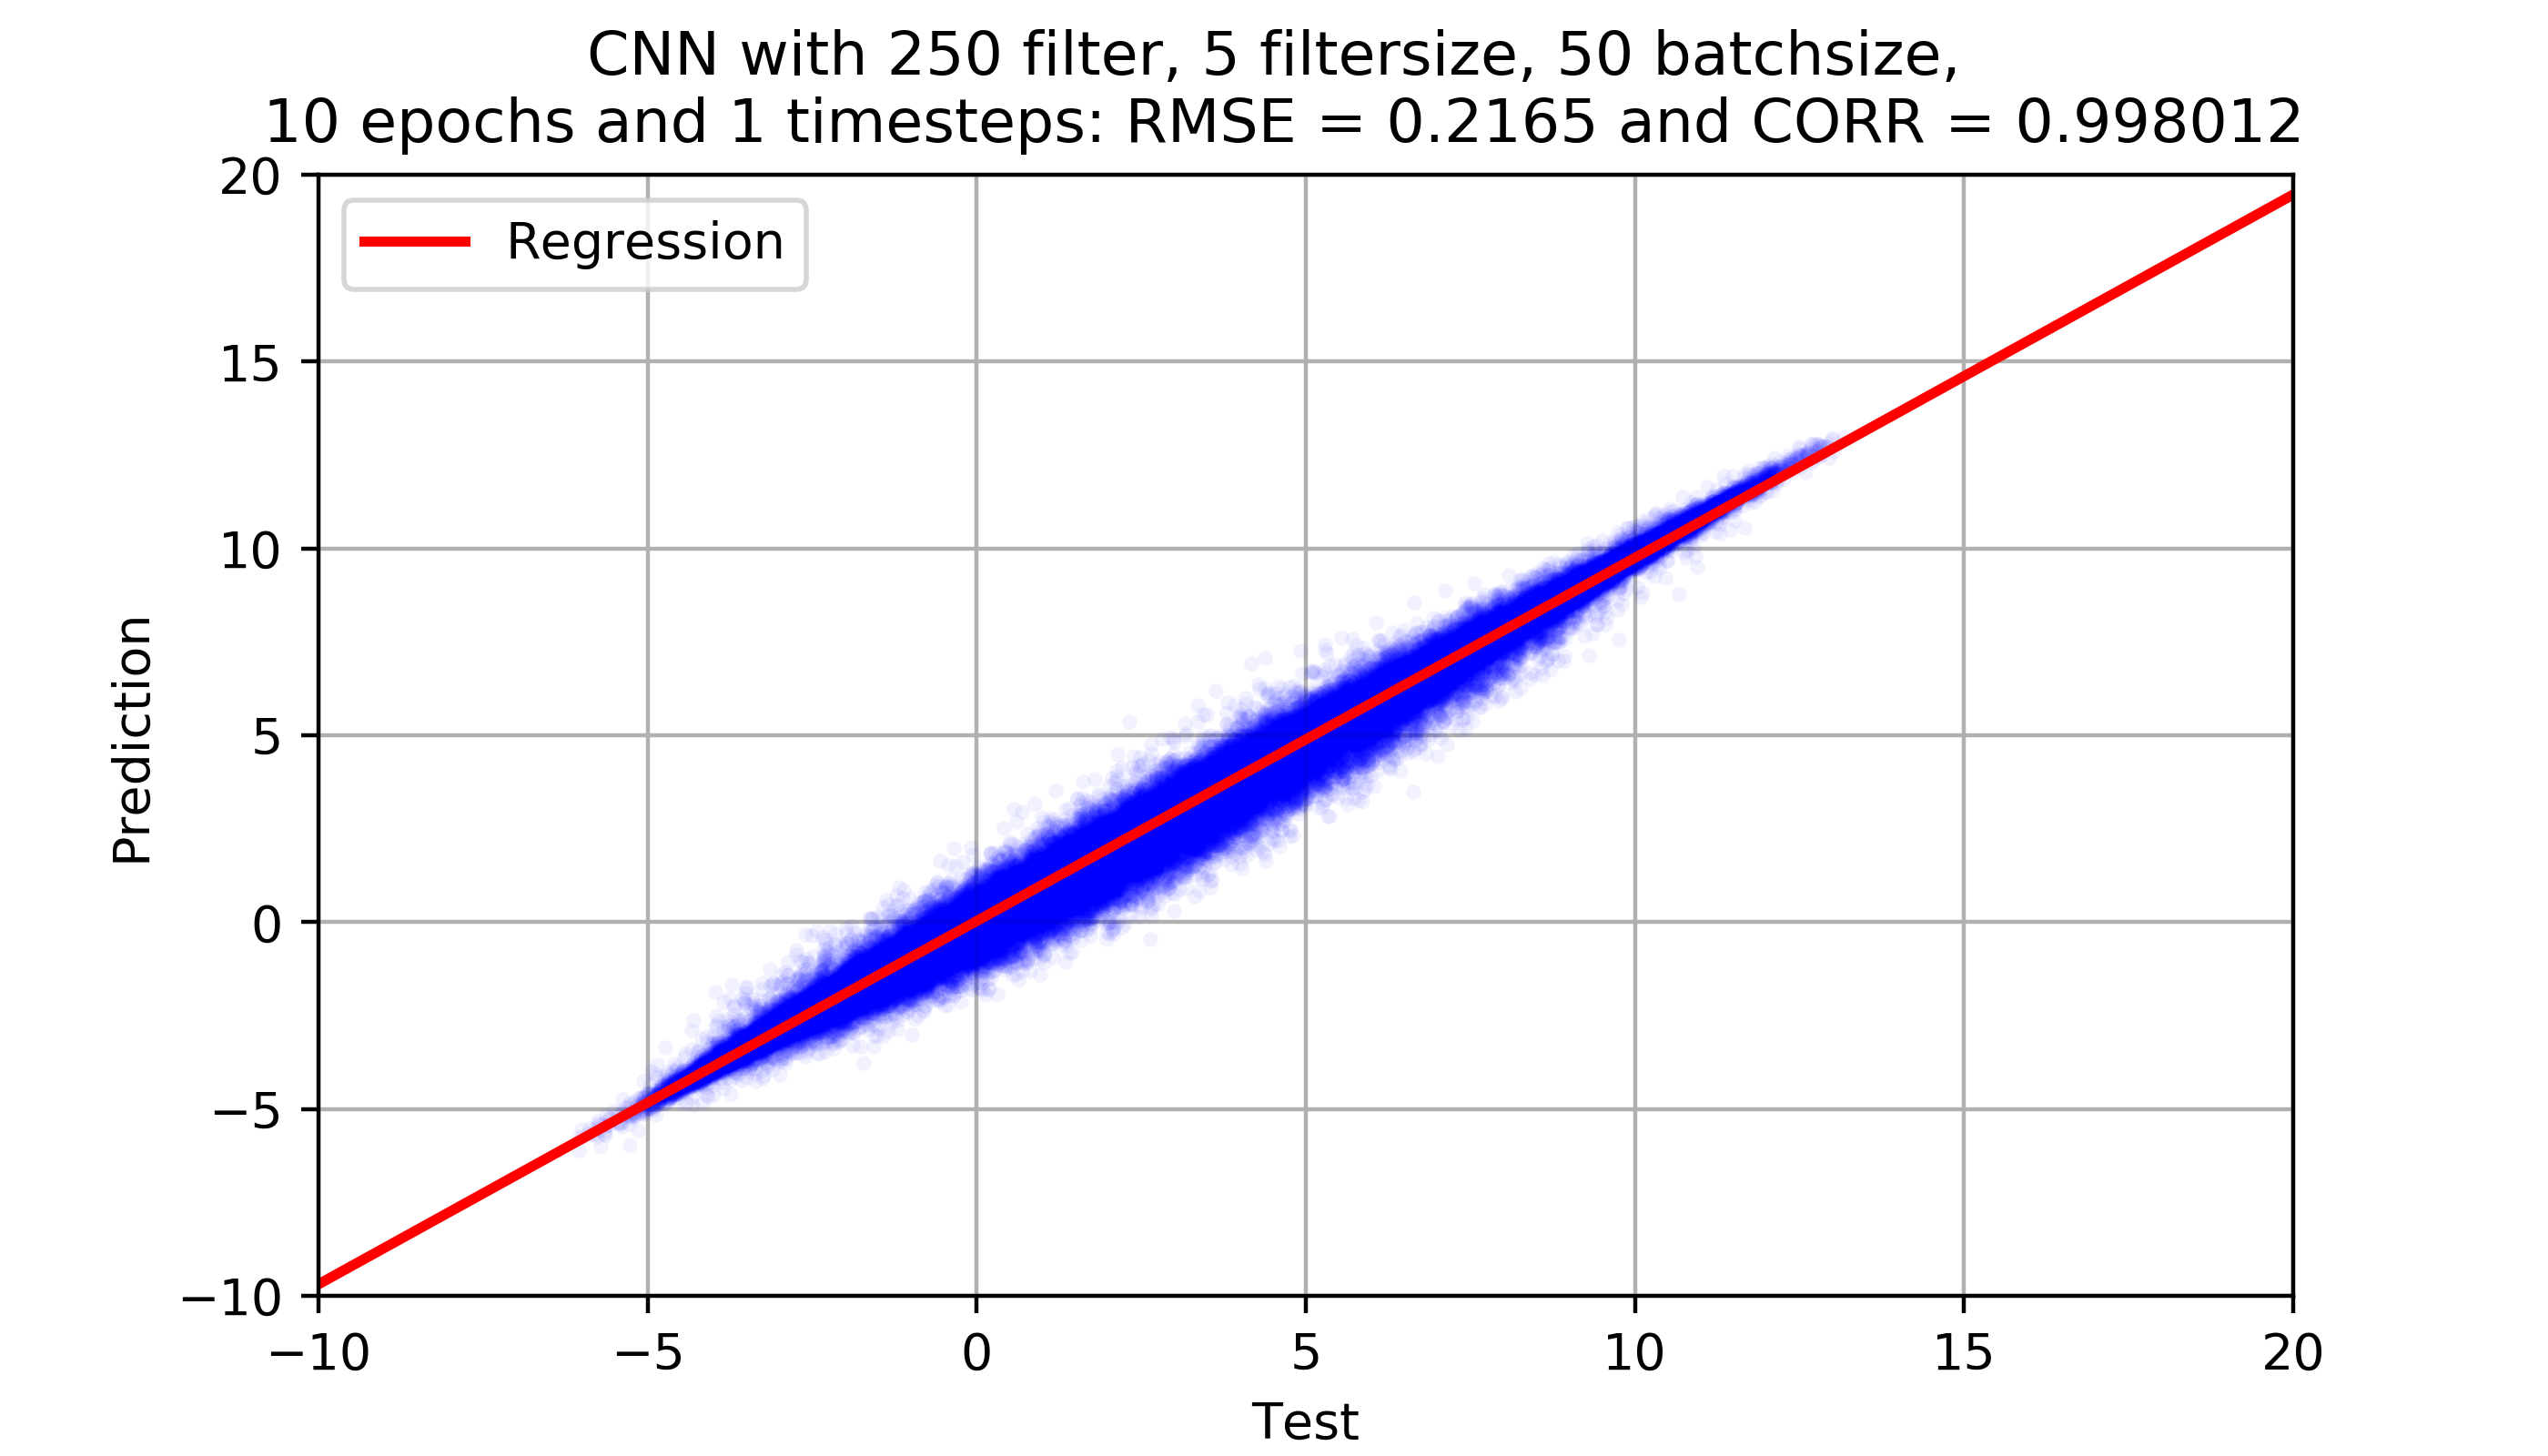 CNN with 250 filter, 5 filtersize, 50 batchsize,
10 epochs and 1 timesteps: RMSE = 0.2165 and CORR = 0.998012
Regression
20
15
10
5
0
−5
−10
Prediction
−10 −5 0 5 10 15 20
Test